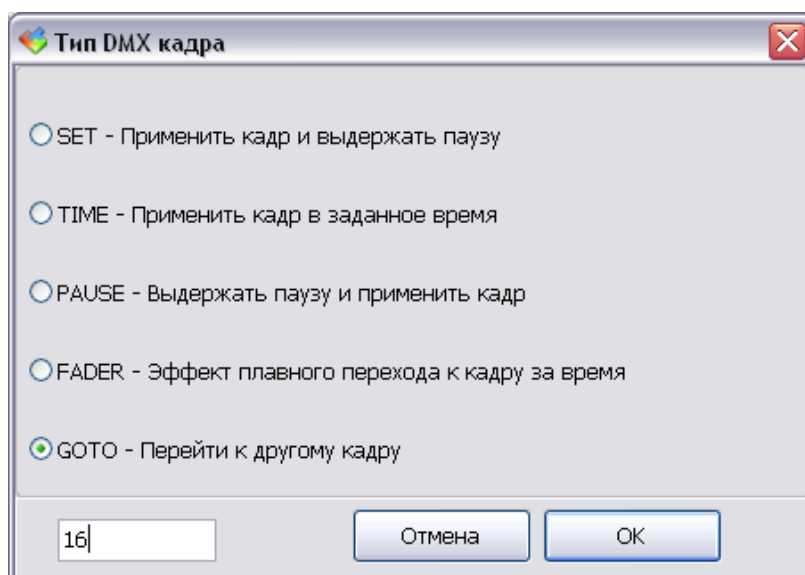 Тип DMX кадра
SET - Применить кадр и выдержать паузу
TIME - Применить кадр в заданное время
PAUSE - Выдержать паузу и применить кадр
FADER - Эффект плавного перехода к кадру за время
GOTO - Перейти к другому кадру
16 Отмена OK